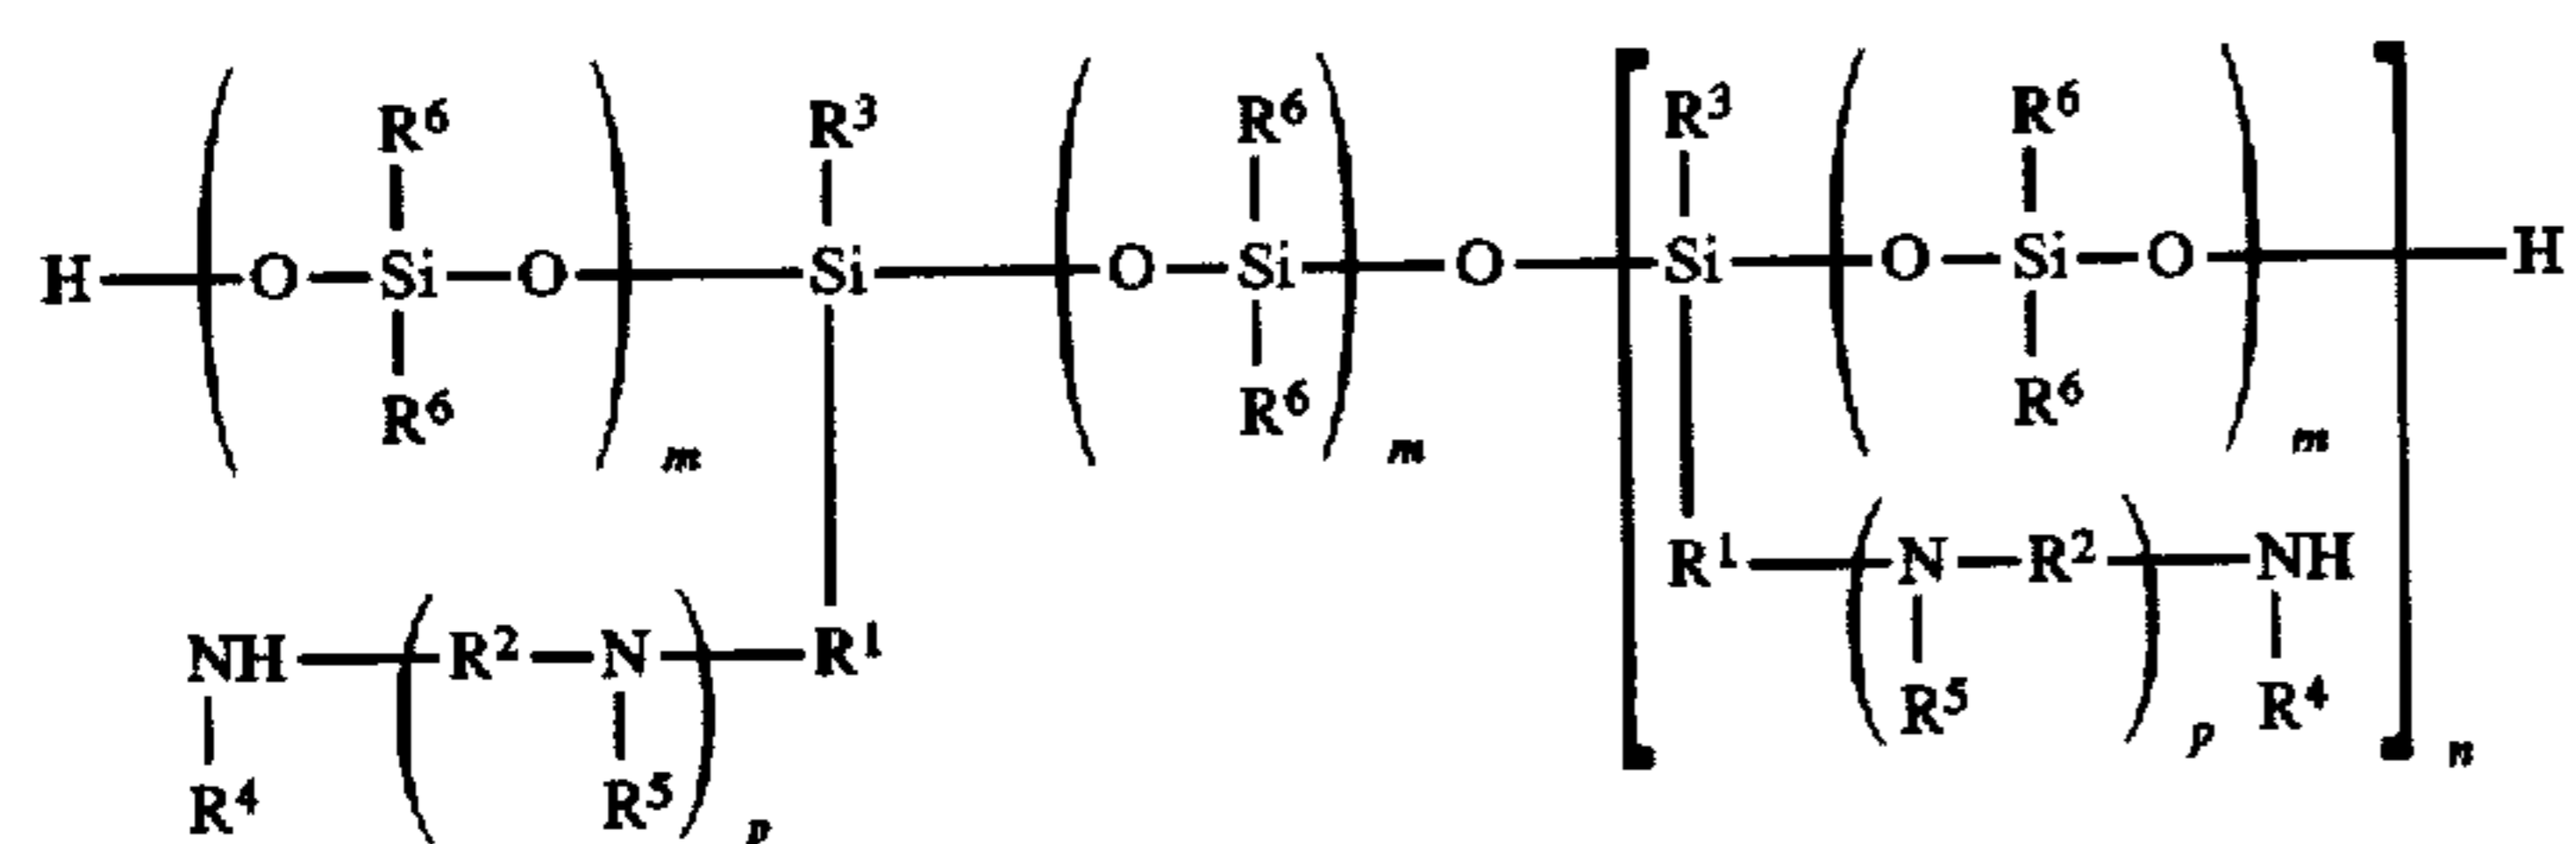 R⁶ R³ R⁶ R³ R⁶
H O Si O Si O Si O Si O Si O H
R⁶ R⁶ R⁶
m m m
R¹ N R² NH
NH R² N R¹
R⁵ R⁴
p n
R⁴ R⁵
p